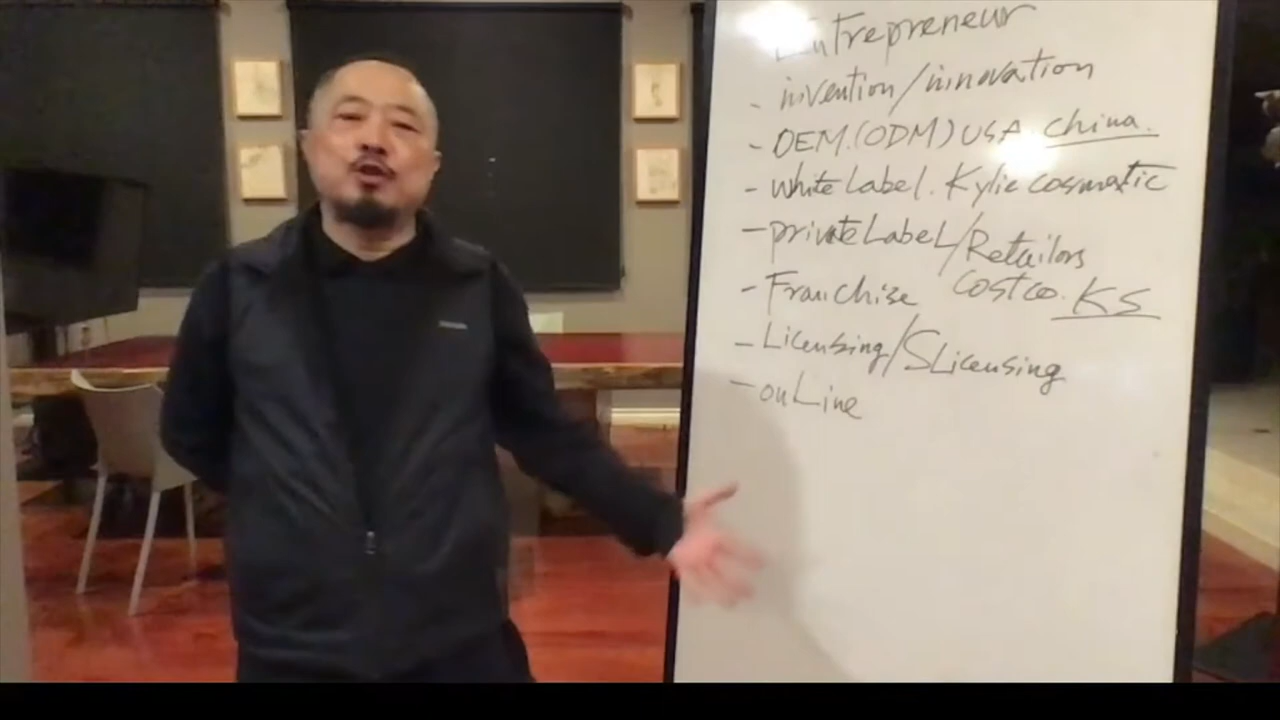 Entrepreneur
- invention/innovation
- OEM.(ODM) USA. China.
- white Label. Kylie cosmatic
- private Label/Retailors
- Franchise Costco. KS
- Licensing/SLicensing
- onLine